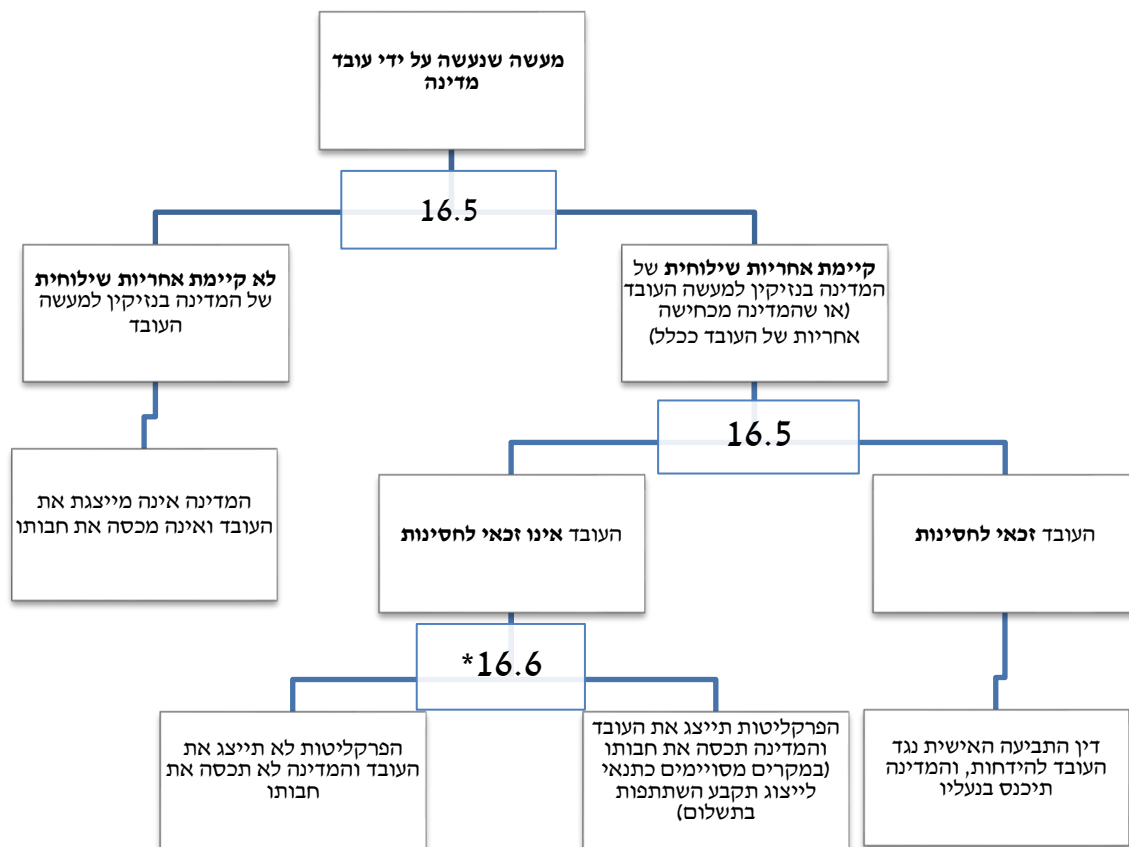 מעשה שנעשה על ידי עובד
מדינה
16.5
קיימת אחריות שילוחית של
המדינה בנזיקין למעשה העובד
(או שהמדינה מכחישה
אחריות של העובד ככלל)
לא קיימת אחריות שילוחית
של המדינה בנזיקין למעשה
העובד
16.5
העובד זכאי לחסינות
העובד אינו זכאי לחסינות
המדינה אינה מייצגת את
העובד ואינה מכסה את חבותו
16.6*
דין התביעה האישית נגד
העובד להידחות, והמדינה
תיכנס בנעליו
הפרקליטות תייצג את העובד
והמדינה תכסה את חבותו
(במקרים מסויימים כתנאי
לייצוג תקבע השתתפות
בתשלום)
הפרקליטות לא תייצג את
העובד והמדינה לא תכסה את
חבותו